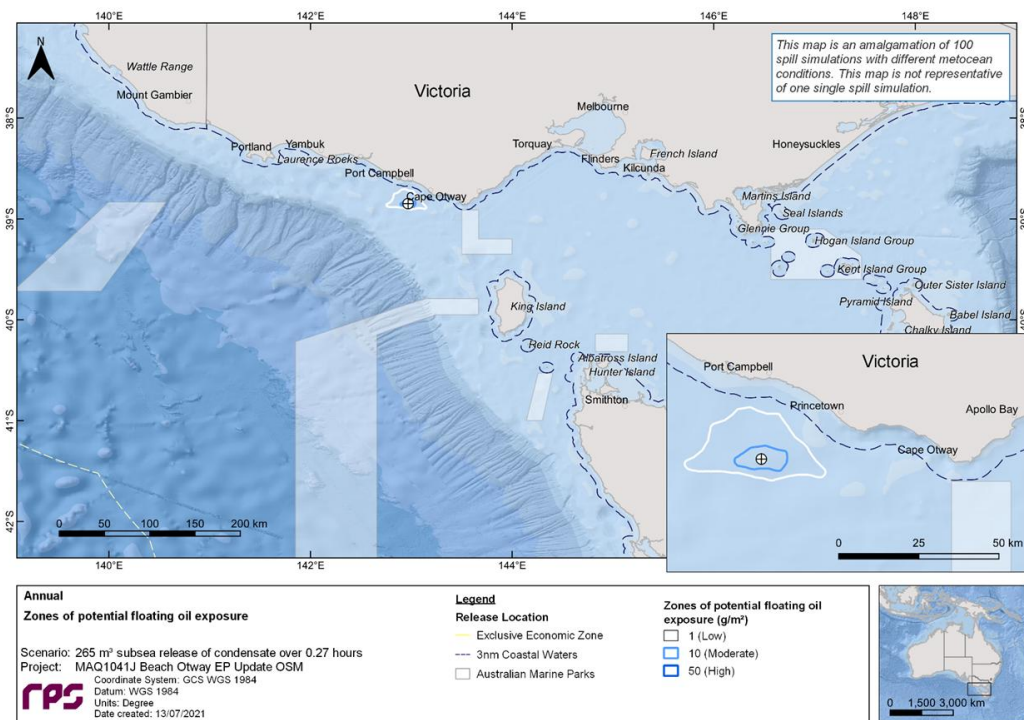 140°E 142°E 144°E 146°E 148°E
N
This map is an amalgamation of 100
spill simulations with different metocean
conditions. This map is not representative
of one single spill simulation.
Wattle Range
Mount Gambier
Victoria
Melbourne
38°S
38°S
Portland
Yambuk
Laurence Rocks
Port Campbell
Torquay
Flinders
French Island
Kilcunda
Honeysuckles
Cape Otway
Martins Island
Seal Islands
39°S
39°S
Glennie Group
Hogan Island Group
Kent Island Group
Outer Sister Island
Pyramid Island
Babel Island
Chalky Island
King Island
40°S
40°S
Reid Rock
Albatross Island
Hunter Island
Smithton
41°S
42°S
0 50 100 150 200 km
140°E 142°E 144°E
Port Campbell
Victoria
Princetown
Apollo Bay
Cape Otway
0 25 50 km
Annual
Zones of potential floating oil exposure
Scenario: 265 m³ subsea release of condensate over 0.27 hours
Project: MAQ1041J Beach Otway EP Update OSM
rps
Coordinate System: GCS WGS 1984
Datum: WGS 1984
Units: Degree
Date created: 13/07/2021
Legend
Release Location
Exclusive Economic Zone
3nm Coastal Waters
Australian Marine Parks
Zones of potential floating oil
exposure (g/m²)
1 (Low)
10 (Moderate)
50 (High)
0 1,500 3,000 km